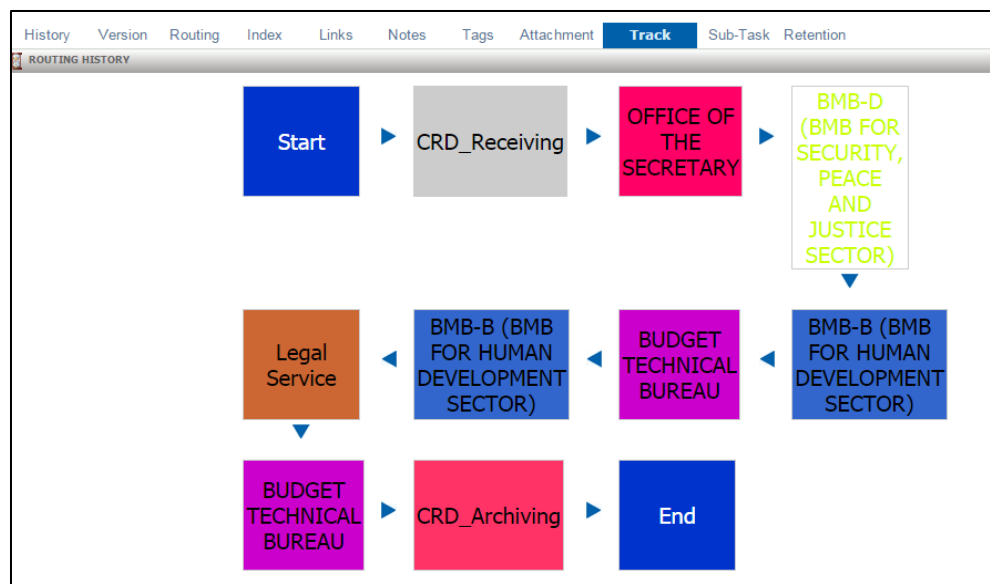 History Version Routing Index Links Notes Tags Attachment Track Sub-Task Retention
ROUTING HISTORY
Start
CRD_Receiving
OFFICE OF
THE
SECRETARY
BMB-D
(BMB FOR
SECURITY,
PEACE
AND
JUSTICE
SECTOR)
BMB-B (BMB
FOR HUMAN
DEVELOPMENT
SECTOR)
BUDGET
TECHNICAL
BUREAU
BMB-B (BMB
FOR HUMAN
DEVELOPMENT
SECTOR)
Legal
Service
BUDGET
TECHNICAL
BUREAU
CRD_Archiving
End